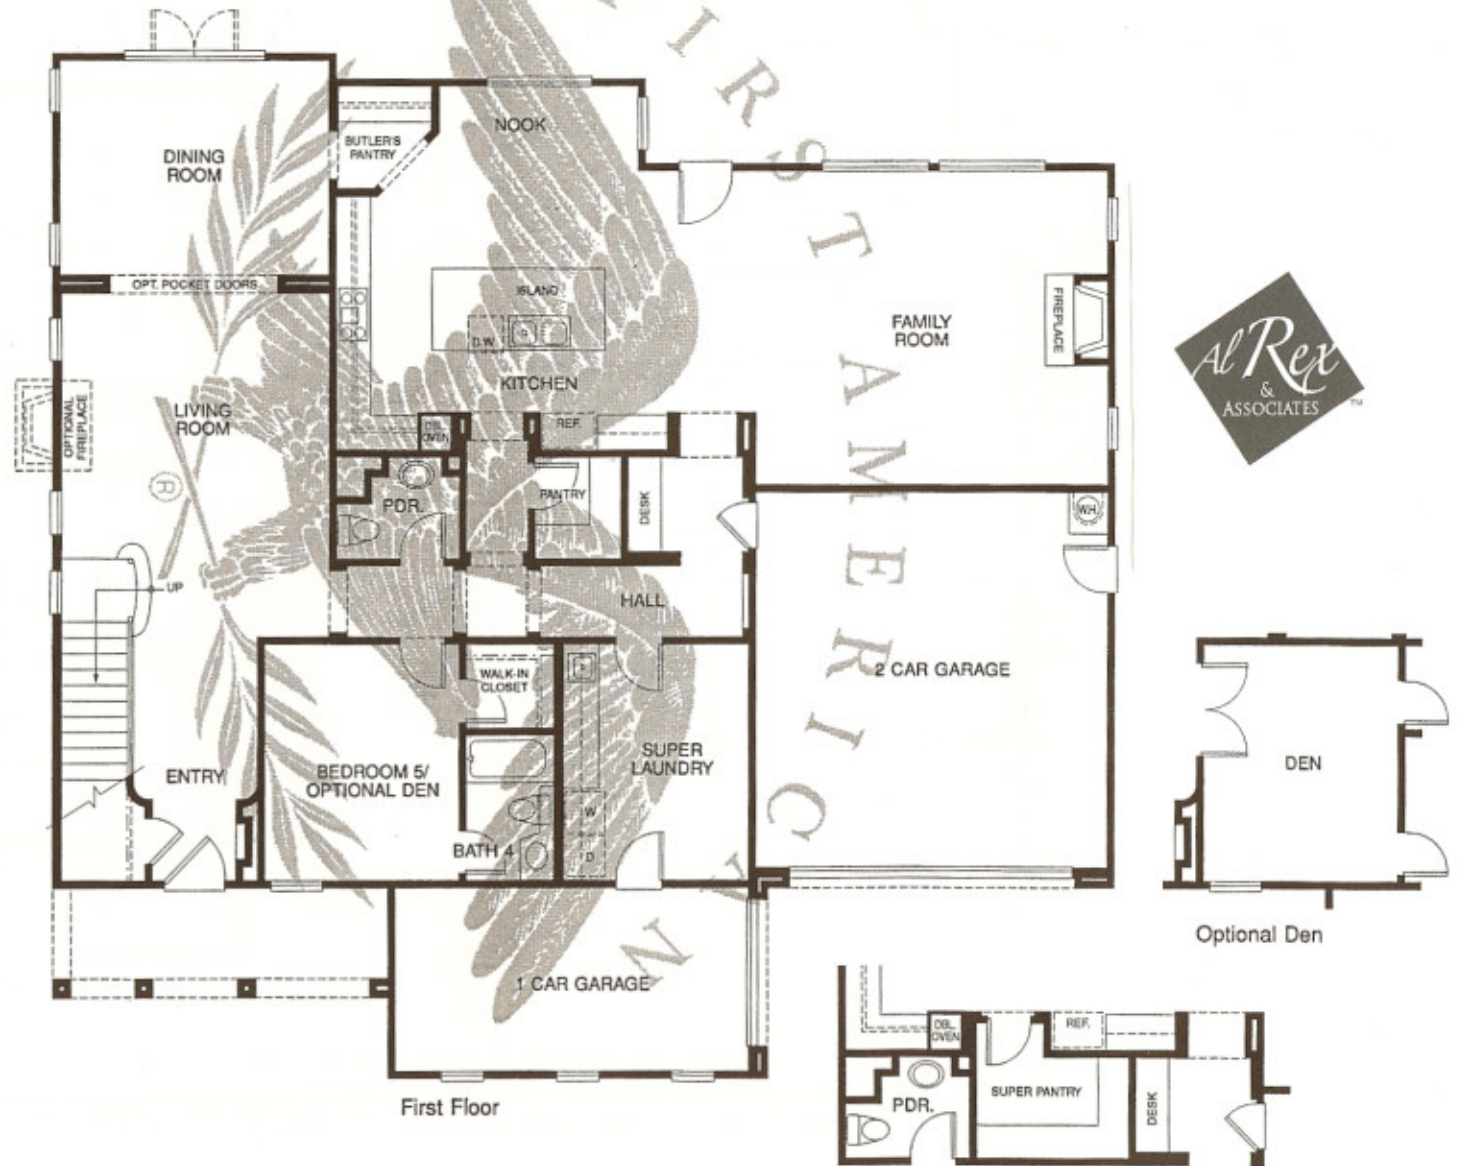 FIRST AMERICAN
®
NOOK
BUTLER'S
PANTRY
DINING
ROOM
OPT. POCKET DOORS
ISLAND
D.W.
KITCHEN
FAMILY
ROOM
FIREPLACE
Al Rex
&
ASSOCIATES
™
LIVING
ROOM
OPTIONAL
FIREPLACE
DBL.
OVEN
REF.
PDR.
PANTRY
DESK
W.H.
UP
HALL
2 CAR GARAGE
WALK-IN
CLOSET
ENTRY
BEDROOM 5/
OPTIONAL DEN
SUPER
LAUNDRY
W
D
BATH 4
DEN
Optional Den
1 CAR GARAGE
First Floor
DBL.
OVEN
REF.
SUPER PANTRY
PDR.
DESK